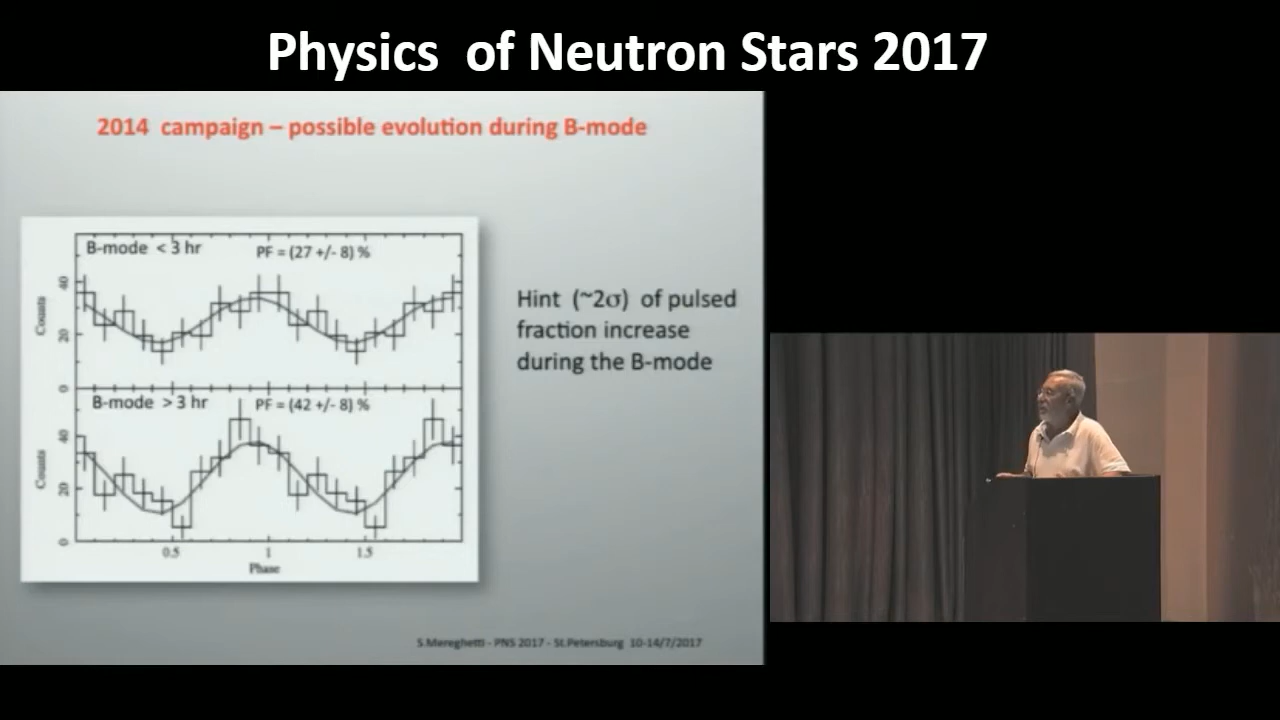 Physics of Neutron Stars 2017
2014 campaign – possible evolution during B-mode
B-mode < 3 hr
PF = (27 +/- 8) %
40
20
0
Counts
B-mode > 3 hr
PF = (42 +/- 8) %
40
20
0
Counts
0.5
1
1.5
Phase
Hint (~2σ) of pulsed
fraction increase
during the B-mode
S.Mereghetti - PNS 2017 - St.Petersburg 10-14/7/2017